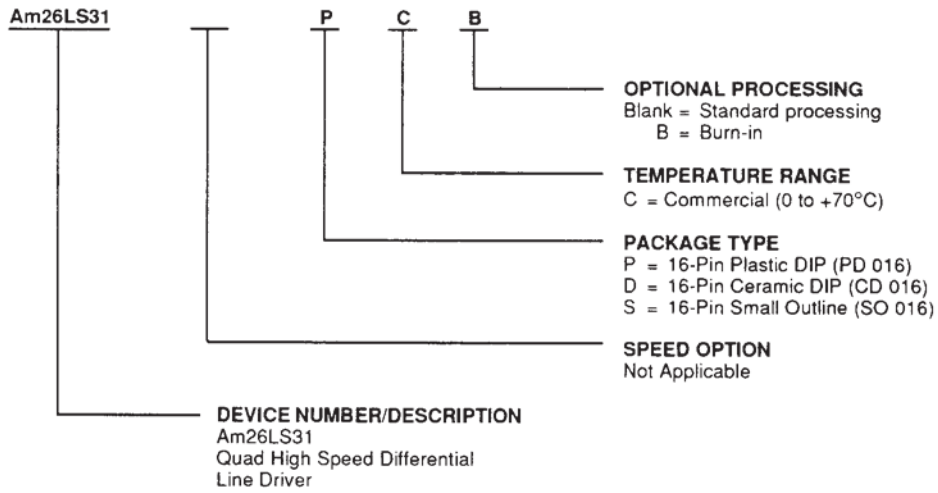 Am26LS31 P C B
OPTIONAL PROCESSING
Blank = Standard processing
B = Burn-in
TEMPERATURE RANGE
C = Commercial (0 to +70°C)
PACKAGE TYPE
P = 16-Pin Plastic DIP (PD 016)
D = 16-Pin Ceramic DIP (CD 016)
S = 16-Pin Small Outline (SO 016)
SPEED OPTION
Not Applicable
DEVICE NUMBER/DESCRIPTION
Am26LS31
Quad High Speed Differential
Line Driver